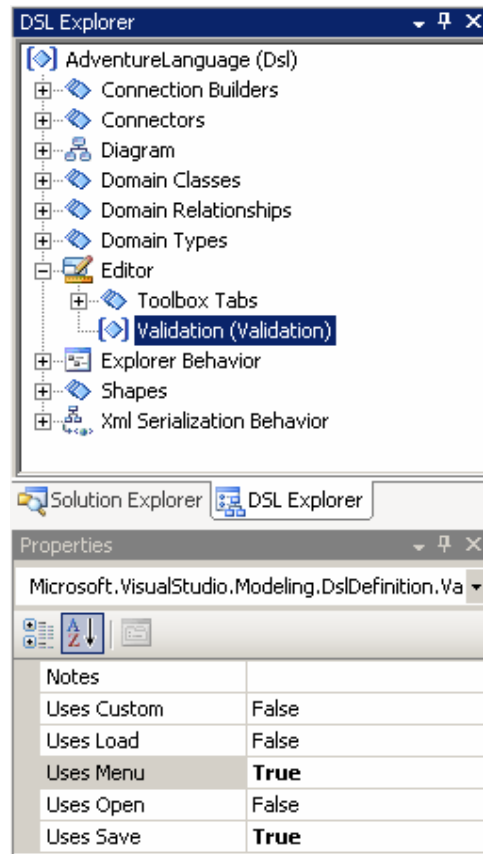 DSL Explorer
AdventureLanguage (Dsl)
Connection Builders
Connectors
Diagram
Domain Classes
Domain Relationships
Domain Types
Editor
Toolbox Tabs
Validation (Validation)
Explorer Behavior
Shapes
Xml Serialization Behavior
Solution Explorer DSL Explorer
Properties
Microsoft.VisualStudio.Modeling.DslDefinition.Va
Notes
Uses Custom False
Uses Load False
Uses Menu True
Uses Open False
Uses Save True